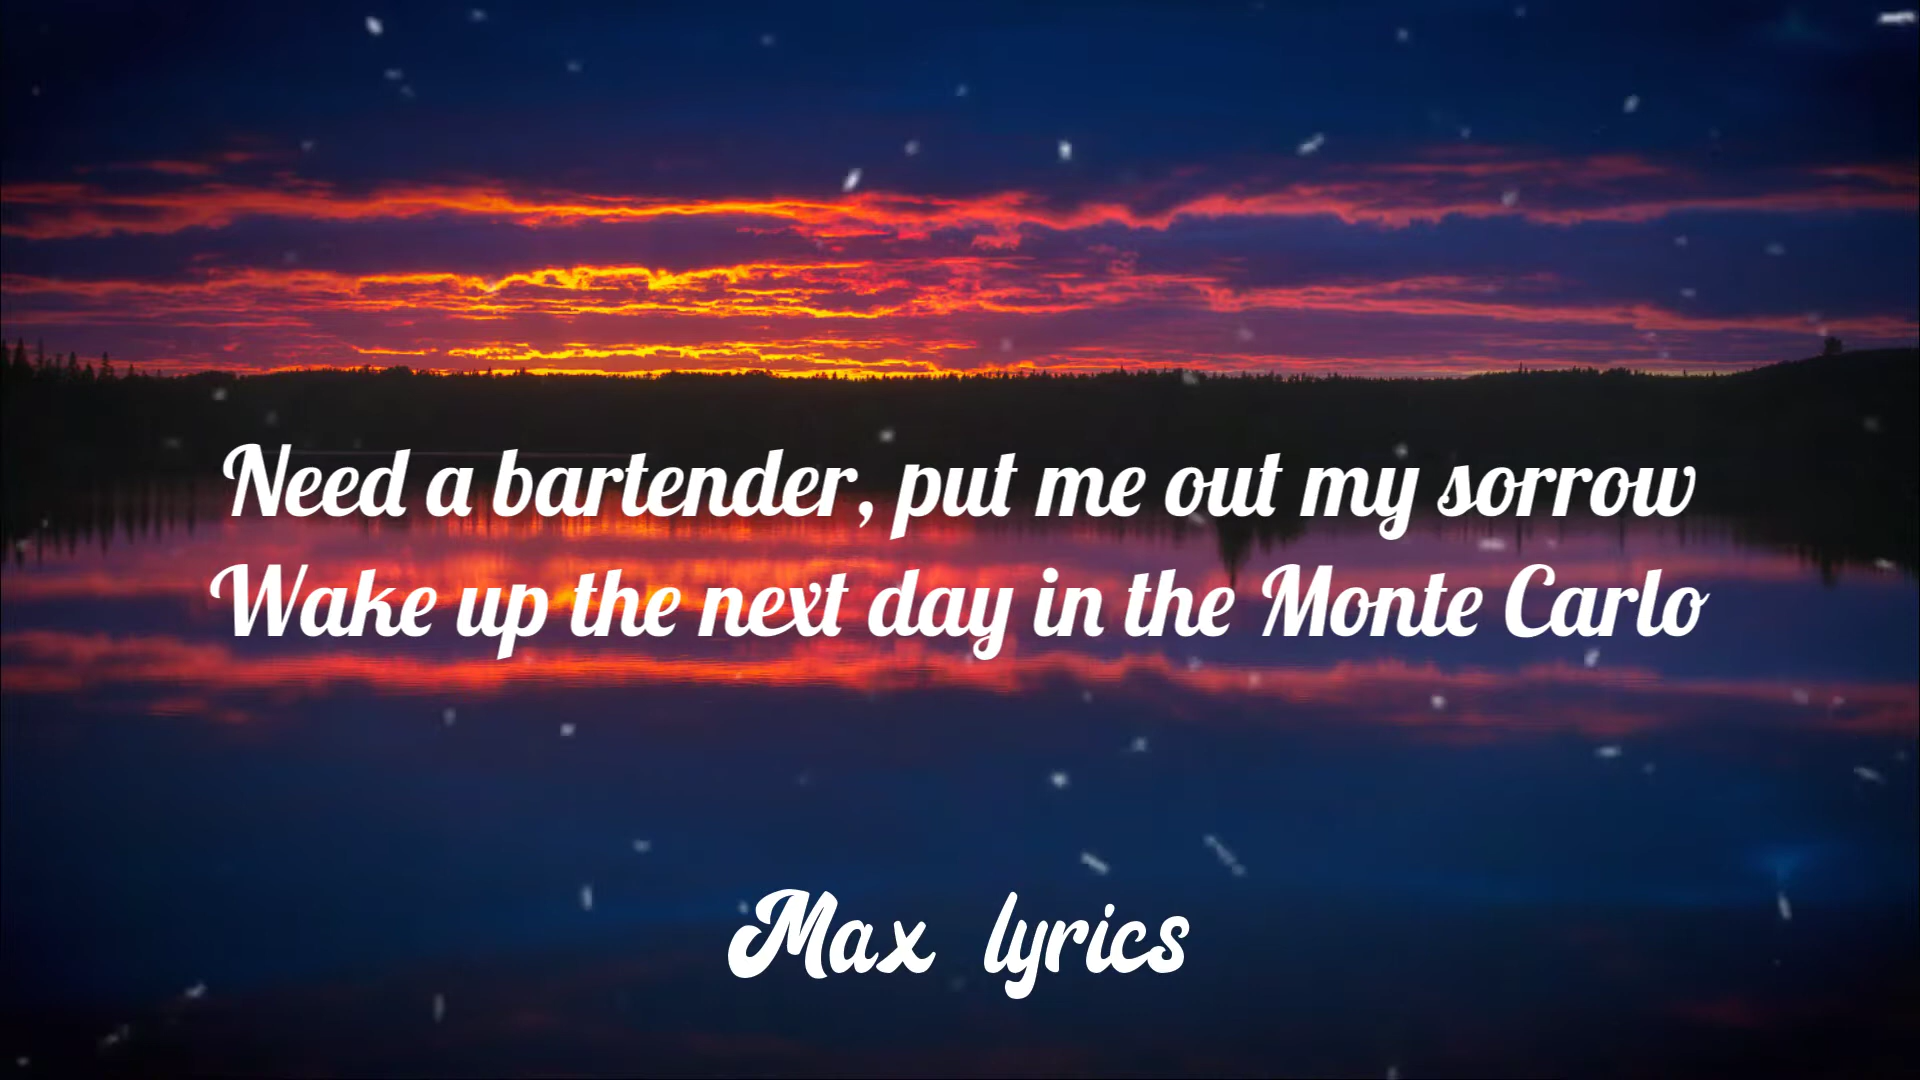 Need a bartender, put me out my sorrow
Wake up the next day in the Monte Carlo
Max lyrics